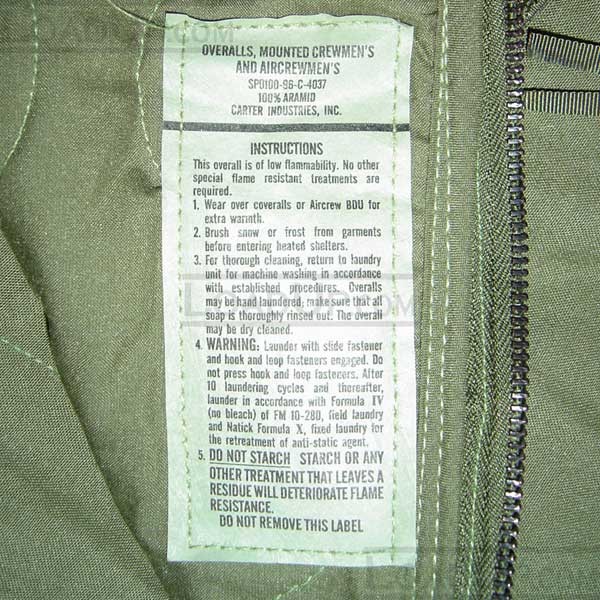 OVERALLS, MOUNTED CREWMEN'S
AND AIRCREWMEN'S
SPO100-96-C-4037
100% ARAMID
CARTER INDUSTRIES, INC.
INSTRUCTIONS
This overall is of low flammability. No other
special flame resistant treatments are
required.
1. Wear over coveralls or Aircrew BDU for
extra warmth.
2. Brush snow or frost from garments
before entering heated shelters.
3. For thorough cleaning, return to laundry
unit for machine washing in accordance
with established procedures. Overalls
may be hand laundered; make sure that all
soap is thoroughly rinsed out. The overall
may be dry cleaned.
4. WARNING: Launder with slide fastener
and hook and loop fasteners engaged. Do
not press hook and loop fasteners. After
10 laundering cycles and thereafter,
launder in accordance with Formula IV
(no bleach) of FM 10-280, field laundry
and Natick Formula X, fixed laundry for
the retreatment of anti-static agent.
5. DO NOT STARCH STARCH OR ANY
OTHER TREATMENT THAT LEAVES A
RESIDUE WILL DETERIORATE FLAME
RESISTANCE.
DO NOT REMOVE THIS LABEL